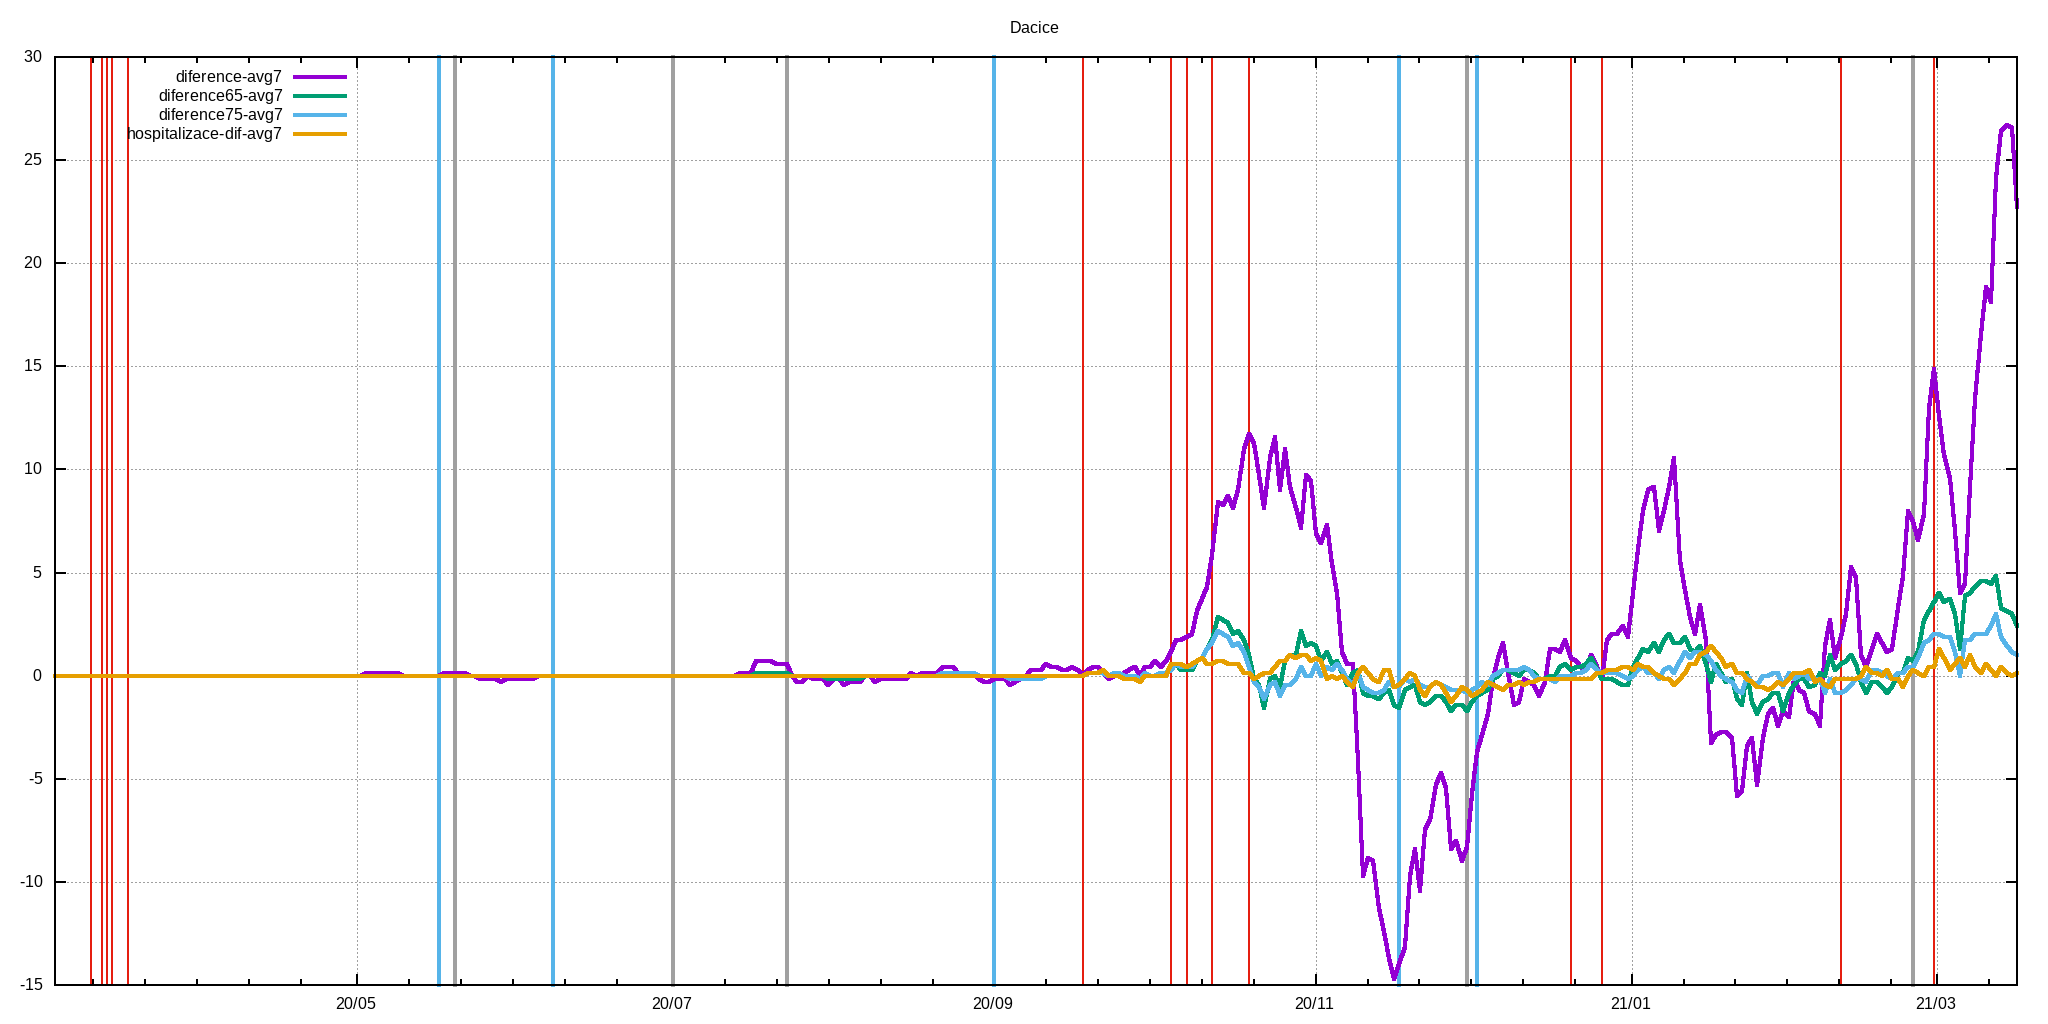 Dacice
30
25
20
15
10
5
0
-5
-10
-15
diference-avg7
diference65-avg7
diference75-avg7
hospitalizace-dif-avg7
20/05 20/07 20/09 20/11 21/01 21/03